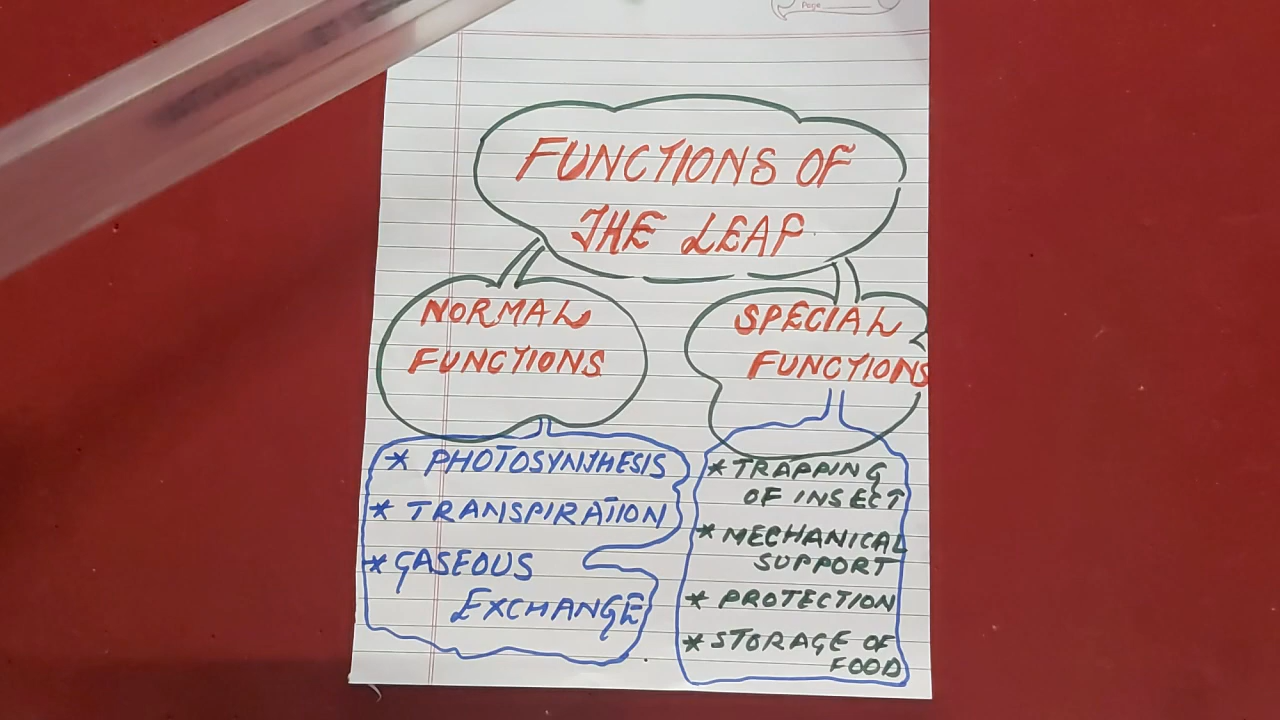 Page
FUNCTIONS OF
THE LEAF
NORMAL
FUNCTIONS
* PHOTOSYNTHESIS
* TRANSPIRATION
* GASEOUS
EXCHANGE
SPECIAL
FUNCTIONS
* TRAPPING
OF INSECT
* MECHANICAL
SUPPORT
* PROTECTION
* STORAGE OF
FOOD